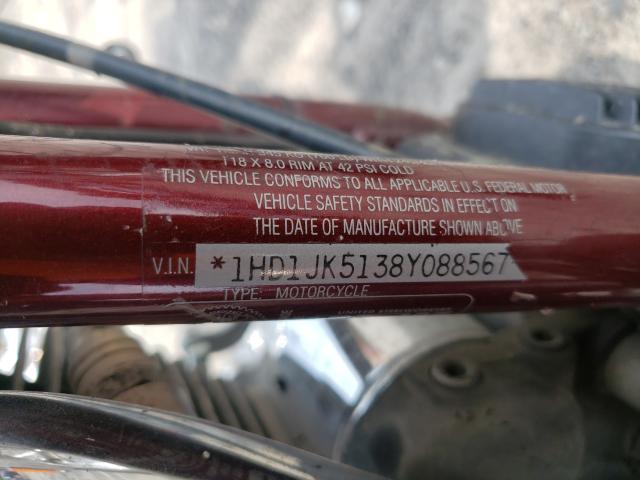 T18 X 8.0 RIM AT 42 PSI COLD
THIS VEHICLE CONFORMS TO ALL APPLICABLE U.S. FEDERAL MOTOR
VEHICLE SAFETY STANDARDS IN EFFECT ON
THE DATE OF MANUFACTURE SHOWN ABOVE
V.I.N. *1HD1JK5138Y088567
TYPE: MOTORCYCLE